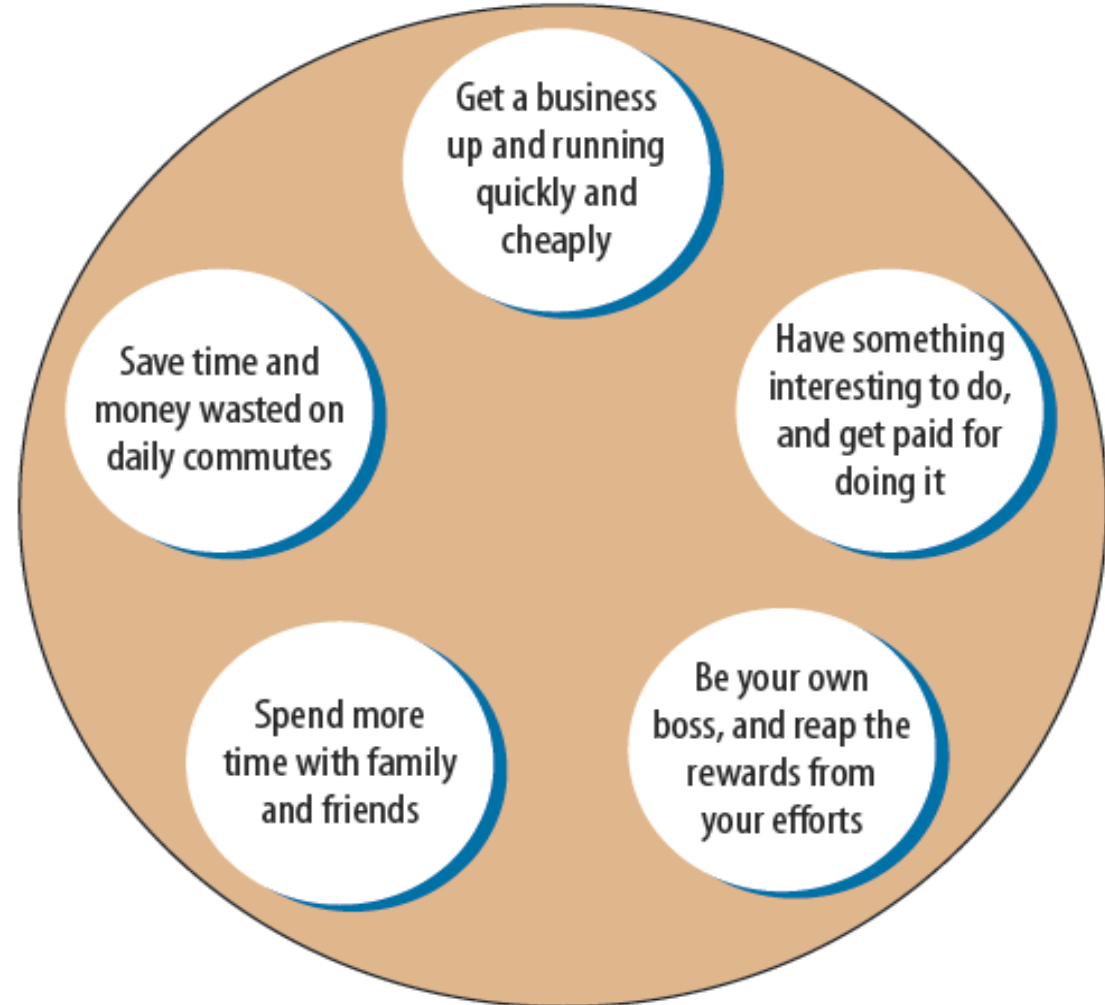 Get a business
up and running
quickly and
cheaply
Save time and
money wasted on
daily commutes
Have something
interesting to do,
and get paid for
doing it
Spend more
time with family
and friends
Be your own
boss, and reap the
rewards from
your efforts